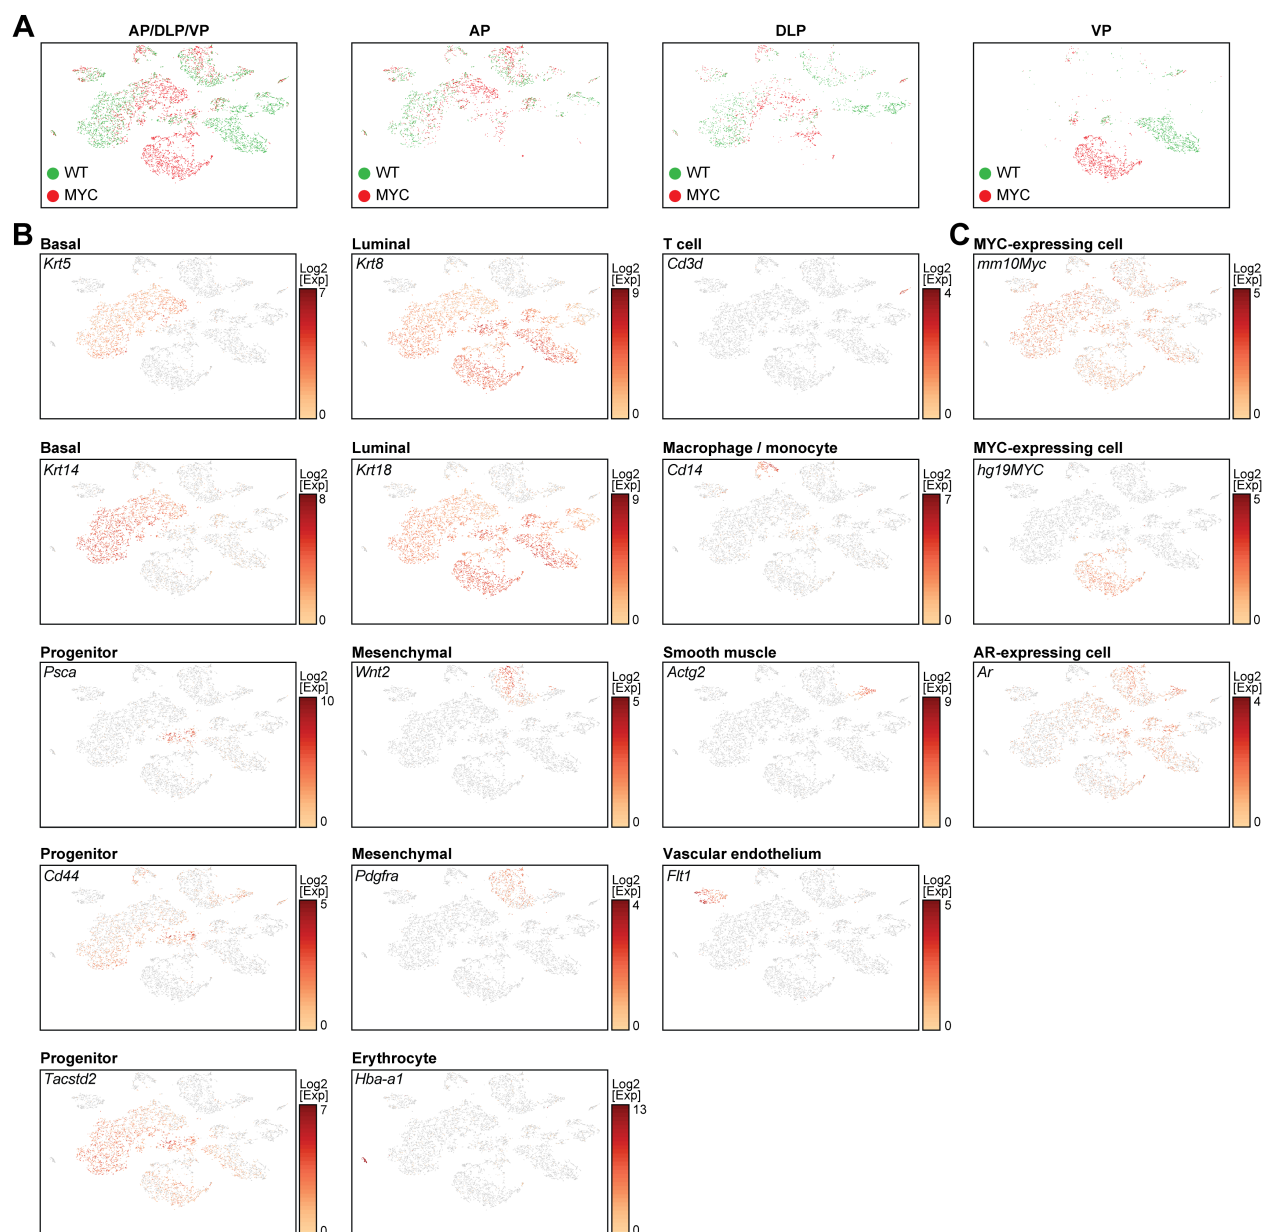 A
AP/DLP/VP
AP
DLP
VP
WT
MYC
WT
MYC
WT
MYC
WT
MYC
B
Basal
Krt5
Log2
[Exp]
7
0
Luminal
Krt8
Log2
[Exp]
9
0
T cell
Cd3d
Log2
[Exp]
4
0
C
MYC-expressing cell
mm10Myc
Log2
[Exp]
5
0
Basal
Krt14
Log2
[Exp]
8
0
Luminal
Krt18
Log2
[Exp]
9
0
Macrophage / monocyte
Cd14
Log2
[Exp]
7
0
MYC-expressing cell
hg19MYC
Log2
[Exp]
5
0
Progenitor
Psca
Log2
[Exp]
10
0
Mesenchymal
Wnt2
Log2
[Exp]
5
0
Smooth muscle
Actg2
Log2
[Exp]
9
0
AR-expressing cell
Ar
Log2
[Exp]
4
0
Progenitor
Cd44
Log2
[Exp]
5
0
Mesenchymal
Pdgfra
Log2
[Exp]
4
0
Vascular endothelium
Flt1
Log2
[Exp]
5
0
Progenitor
Tacstd2
Log2
[Exp]
7
0
Erythrocyte
Hba-a1
Log2
[Exp]
13
0